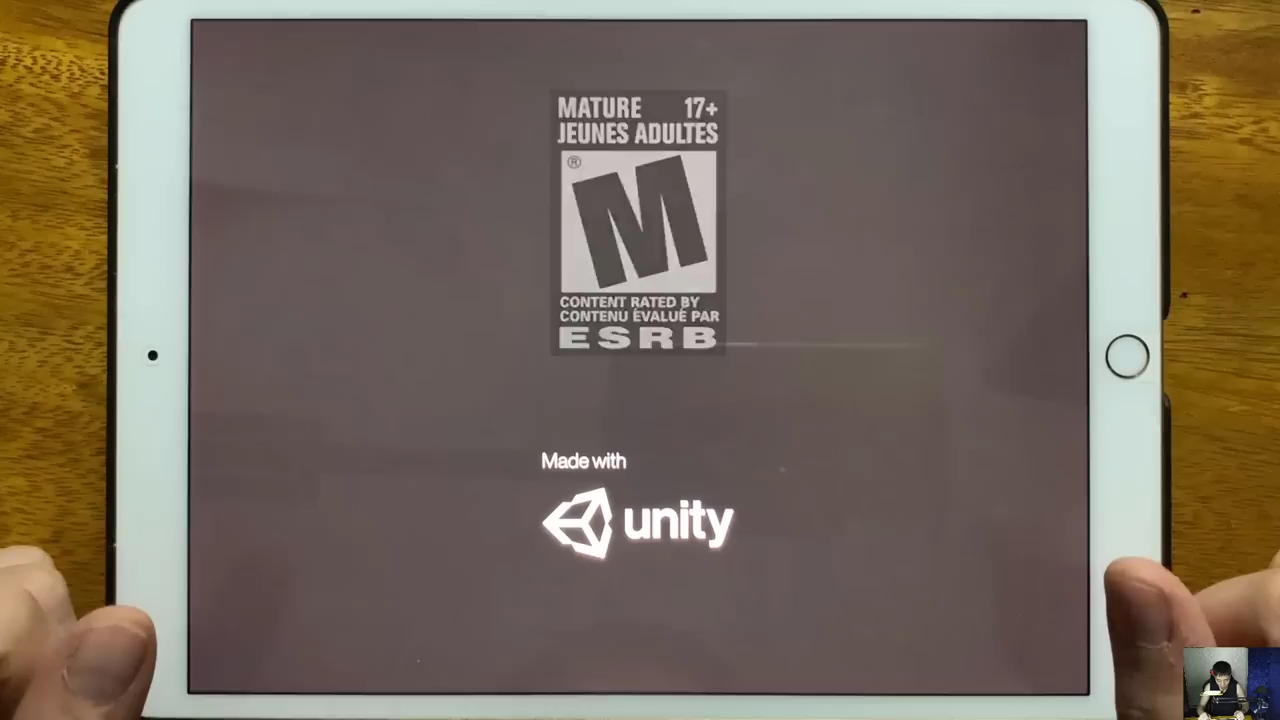 MATURE 17+
JEUNES ADULTES
®
M
CONTENT RATED BY
CONTENU ÉVALUÉ PAR
ESRB
Made with
unity